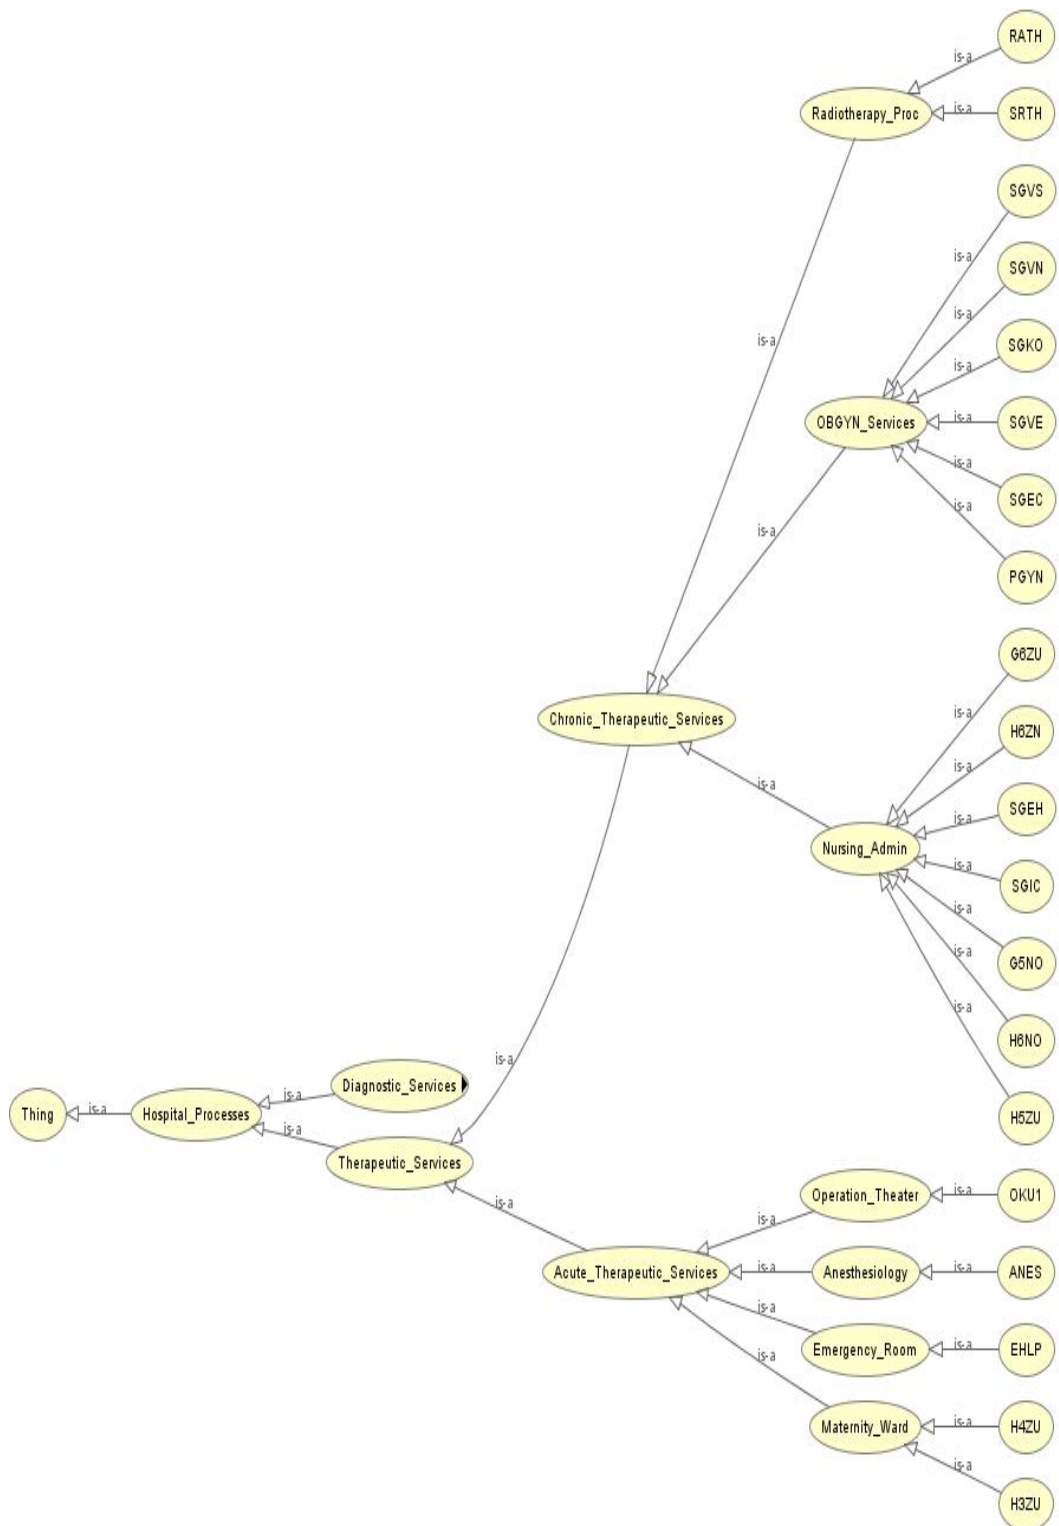 RATH
is-a
Radiotherapy_Proc
is-a
SRTH
SGVS
is-a
SGVN
is-a
is-a
SGKO
is-a
OBGYN_Services
is-a
SGVE
is-a
SGEC
is-a
is-a
PGYN
G6ZU
is-a
Chronic_Therapeutic_Services
H6ZN
is-a
is-a
SGEH
is-a
Nursing_Admin
is-a
SGIC
is-a
G5NO
is-a
H6NO
is-a
is-a
Diagnostic_Services
is-a
Thing
is-a
Hospital_Processes
H5ZU
is-a
Therapeutic_Services
Operation_Theater
is-a
OKU1
is-a
is-a
Acute_Therapeutic_Services
is-a
Anesthesiology
is-a
ANES
is-a
Emergency_Room
is-a
EHLP
is-a
Maternity_Ward
is-a
H4ZU
is-a
H3ZU